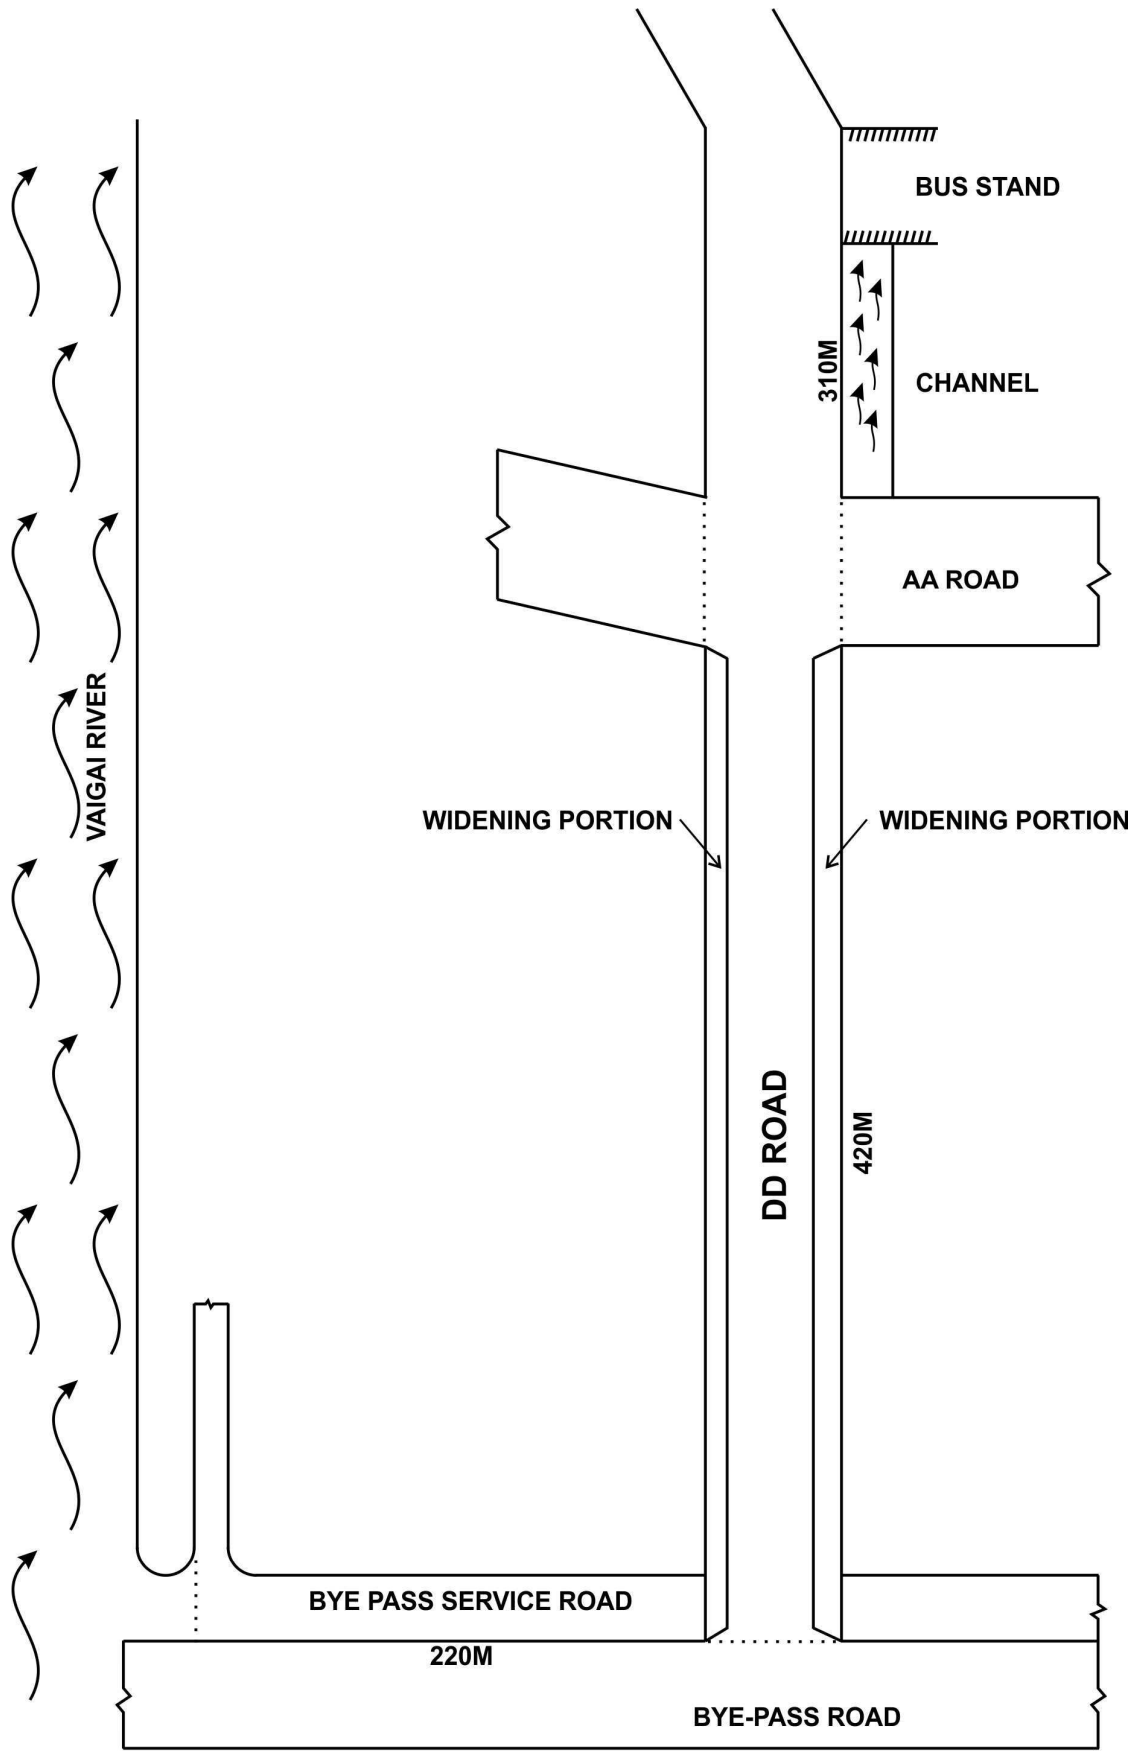 BUS STAND
310M
CHANNEL
AA ROAD
VAIGAI RIVER
WIDENING PORTION
WIDENING PORTION
DD ROAD
420M
BYE PASS SERVICE ROAD
220M
BYE-PASS ROAD